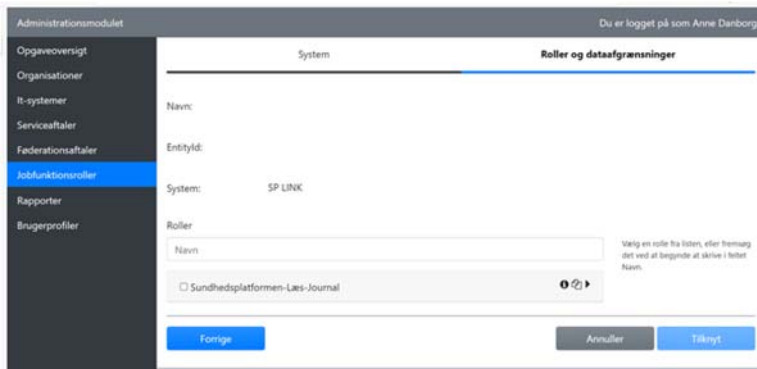 Administrationsmodulet
Du er logget på som Anne Danborg
Opgaveoversigt
Organisationer
It-systemer
Serviceaftaler
Føderationsaftaler
Jobfunktionsroller
Rapporter
Brugerprofiler
System
Roller og dataafgrænsninger
Navn:
EntityId:
System: SP LINK
Roller
Navn
Vælg en rolle fra listen, eller fremsøg
det ved at begynde at skrive i feltet
Navn.
Sundhedsplatformen-Læs-Journal
Forrige
Annuller
Tilknyt